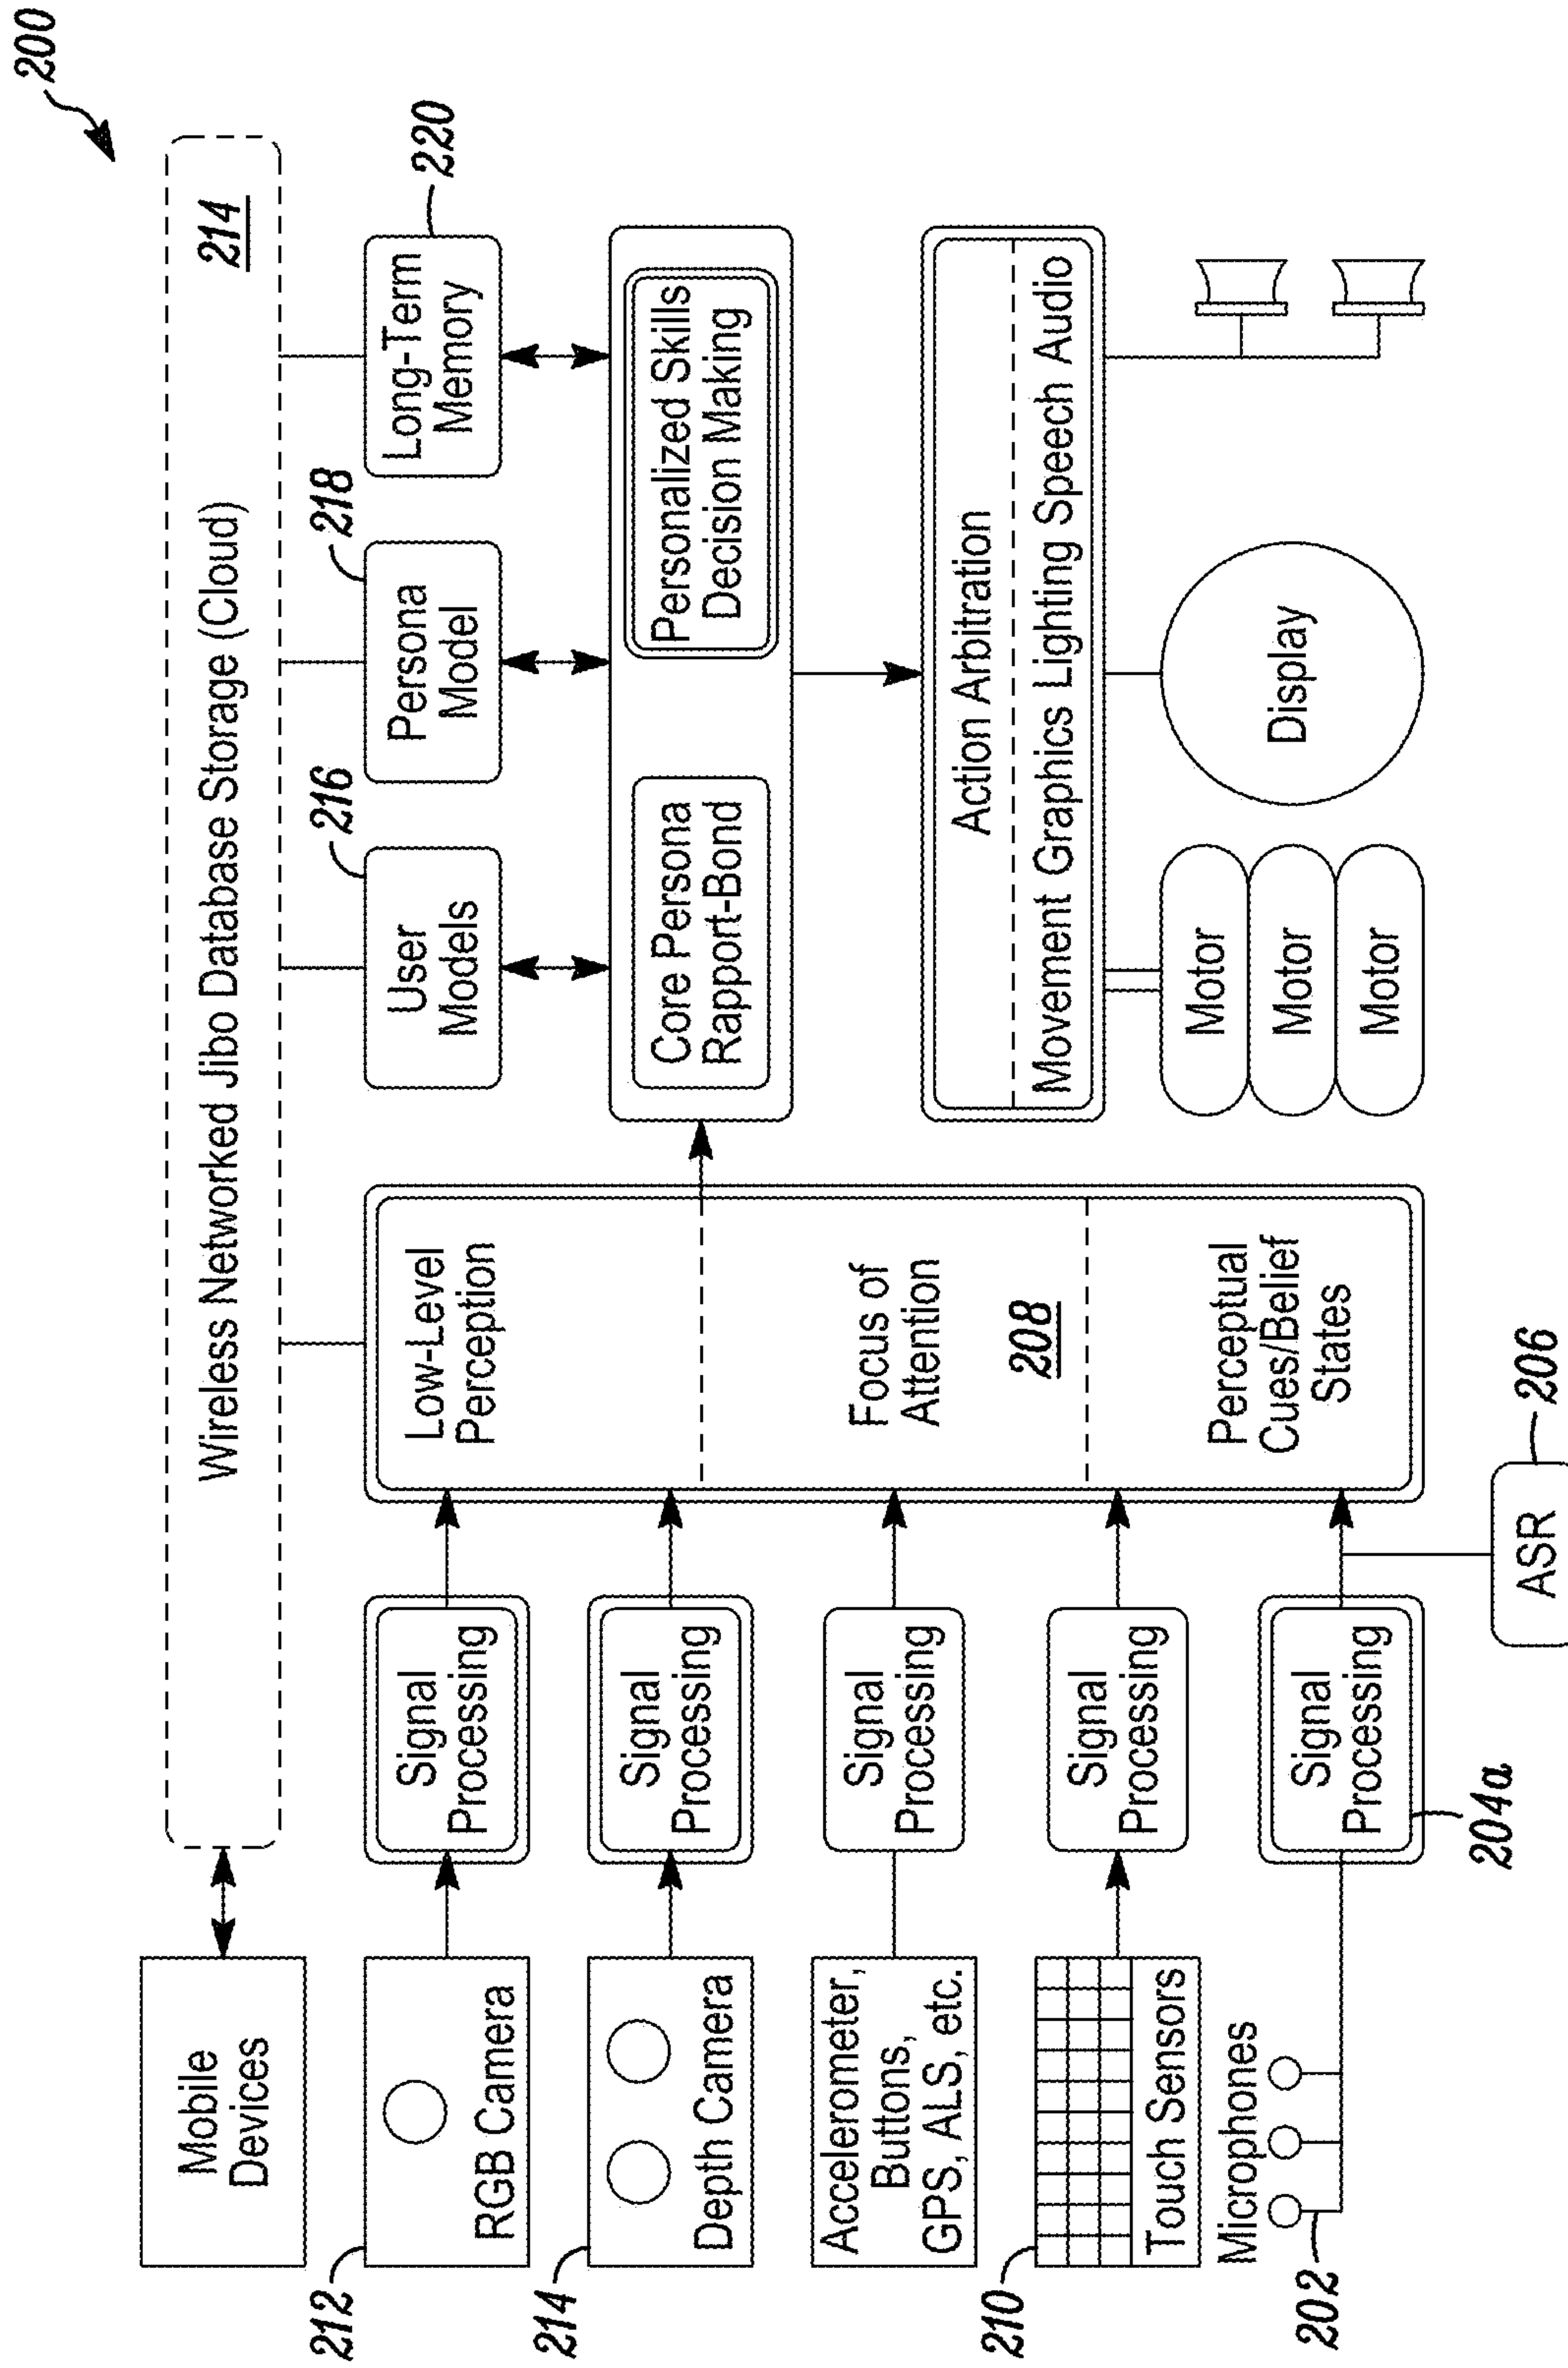 200
Wireless Networked Jibo Database Storage (Cloud)
214
Mobile
Devices
212
RGB Camera
Signal
Processing
214
Depth Camera
Signal
Processing
Accelerometer,
Buttons,
GPS, ALS, etc.
Signal
Processing
210
Touch Sensors
Signal
Processing
Microphones
202
Signal
Processing
204a
ASR
206
Low-Level
Perception
Focus of
Attention
208
Perceptual
Cues/Belief
States
216
User
Models
218
Persona
Model
220
Long-Term
Memory
Core Persona
Rapport-Bond
Personalized Skills
Decision Making
Action Arbitration
Movement Graphics Lighting Speech Audio
Motor
Motor
Motor
Display